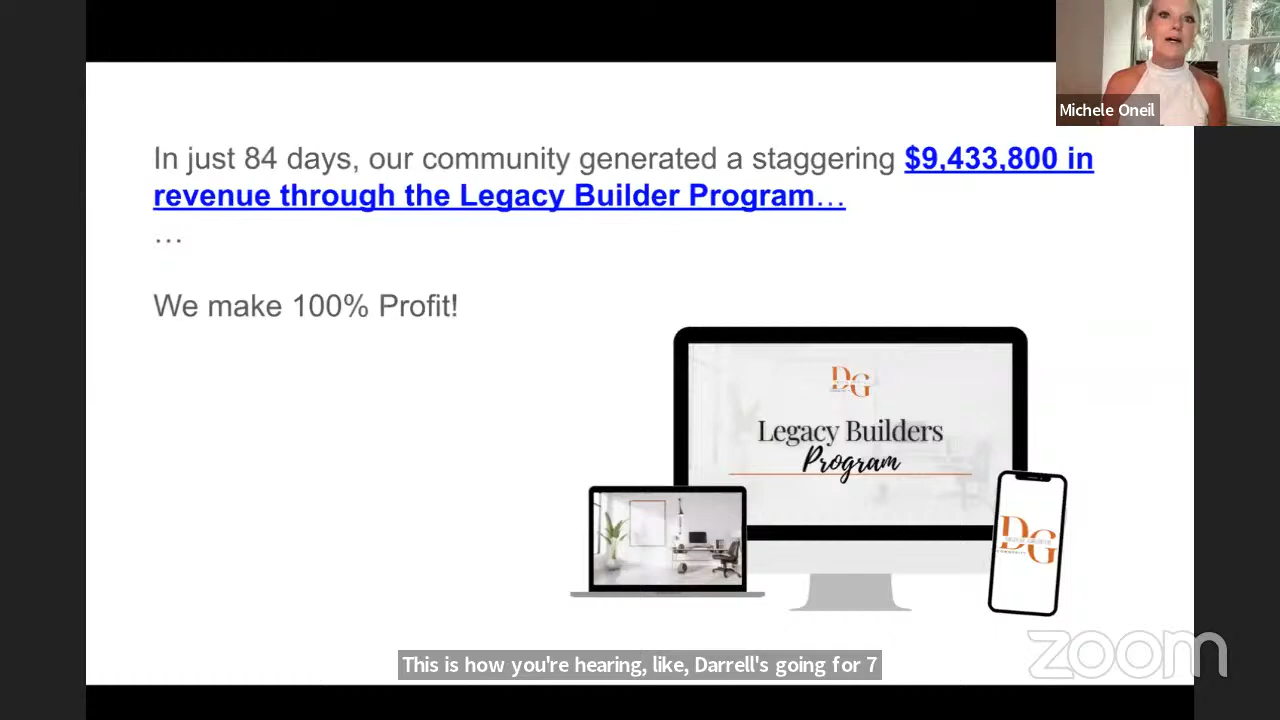 Michele Oneil
In just 84 days, our community generated a staggering $9,433,800 in
revenue through the Legacy Builder Program…
…
We make 100% Profit!
DG
Legacy Builders
Program
DG
This is how you're hearing, like, Darrell's going for 7
zoom